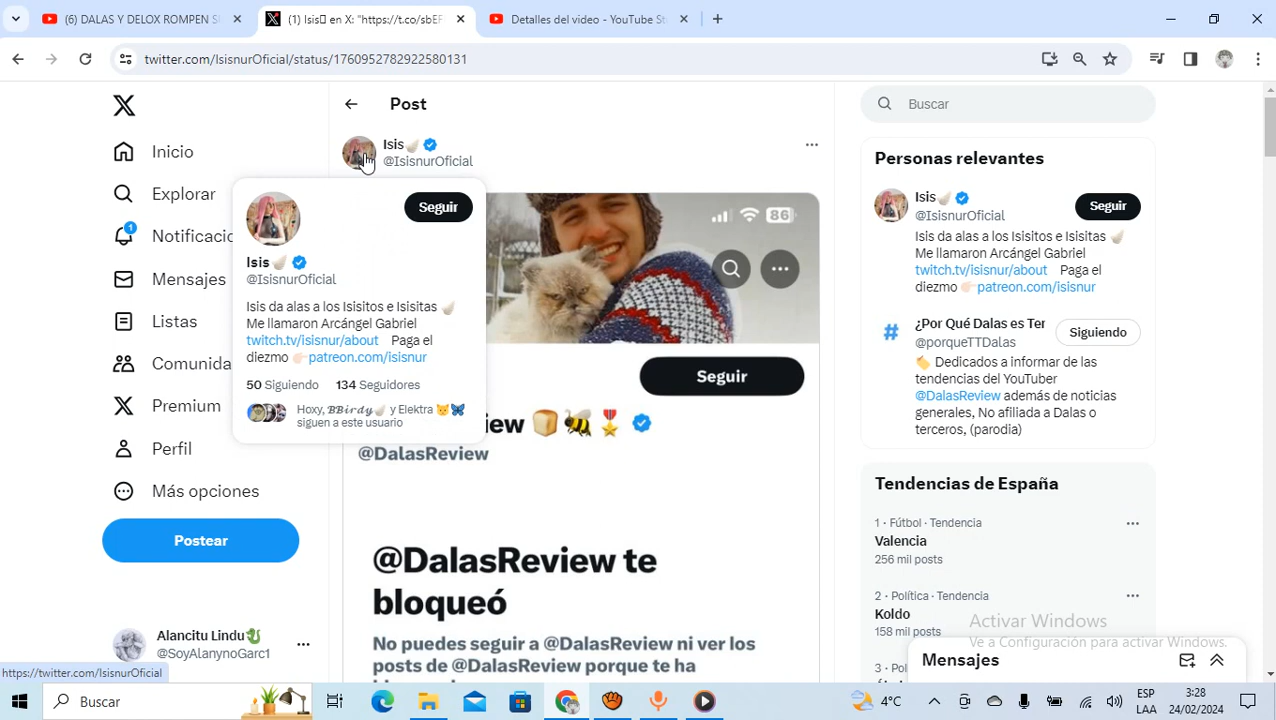 (6) DALAS Y DELOX ROMPEN S
(1) Isis en X: "https://t.co/sbEF
Detalles del video - YouTube St
twitter.com/IsisnurOficial/status/1760952782922580131
Post
Buscar
Inicio
Explorar
Notificacio
Mensajes
Listas
Comunida
Premium
Perfil
Más opciones
Postear
Alancitu Lindu
@SoyAlanynoGarc1
https://twitter.com/IsisnurOficial
Isis
@IsisnurOficial
Seguir
Isis
@IsisnurOficial
Isis da alas a los Isisitos e Isisitas
Me llamaron Arcángel Gabriel
twitch.tv/isisnur/about Paga el
diezmo patreon.com/isisnur
50 Siguiendo 134 Seguidores
Hoxy, BBirdy y Elektra
siguen a este usuario
86
Seguir
ew
@DalasReview
@DalasReview te
bloqueó
No puedes seguir a @DalasReview ni ver los
posts de @DalasReview porque te ha
Personas relevantes
Isis
@IsisnurOficial
Seguir
Isis da alas a los Isisitos e Isisitas
Me llamaron Arcángel Gabriel
twitch.tv/isisnur/about Paga el
diezmo patreon.com/isisnur
¿Por Qué Dalas es Ter
@porqueTTDalas
Siguiendo
Dedicados a informar de las
tendencias del YouTuber
@DalasReview además de noticias
generales, No afiliada a Dalas o
terceros, (parodia)
Tendencias de España
1 · Fútbol · Tendencia
Valencia
256 mil posts
2 · Política · Tendencia
Koldo
158 mil posts
3 · Pol
Activar Windows
Ve a Configuración para activar Windows.
Mensajes
Buscar
4°C
ESP
LAA
3:28
24/02/2024